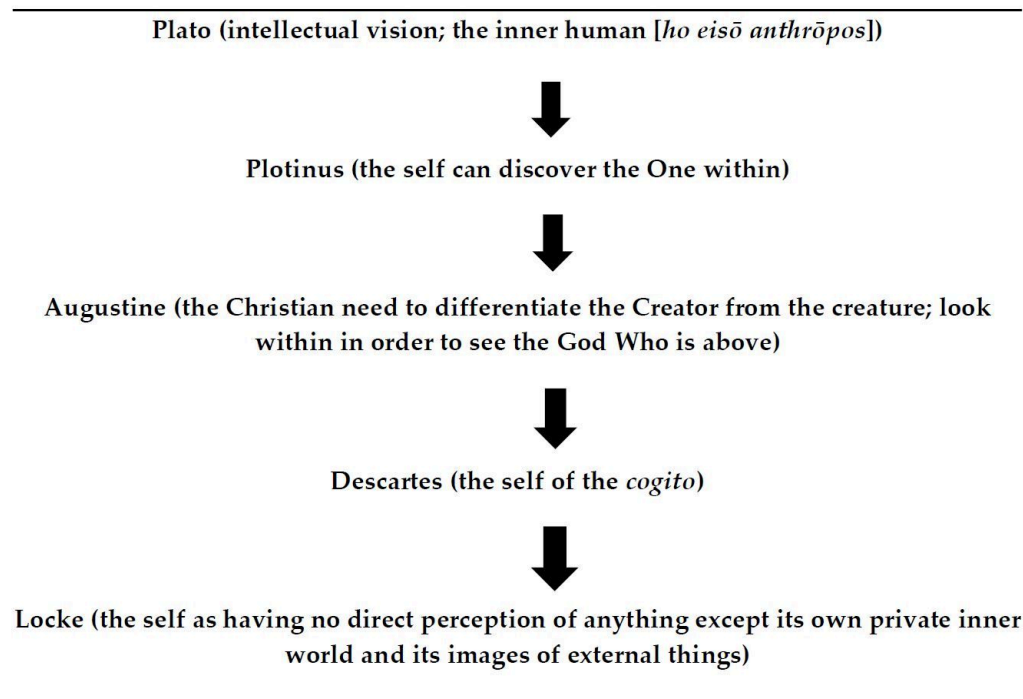 Plato (intellectual vision; the inner human [ho eisō anthrōpos])
Plotinus (the self can discover the One within)
Augustine (the Christian need to differentiate the Creator from the creature; look
within in order to see the God Who is above)
Descartes (the self of the cogito)
Locke (the self as having no direct perception of anything except its own private inner
world and its images of external things)